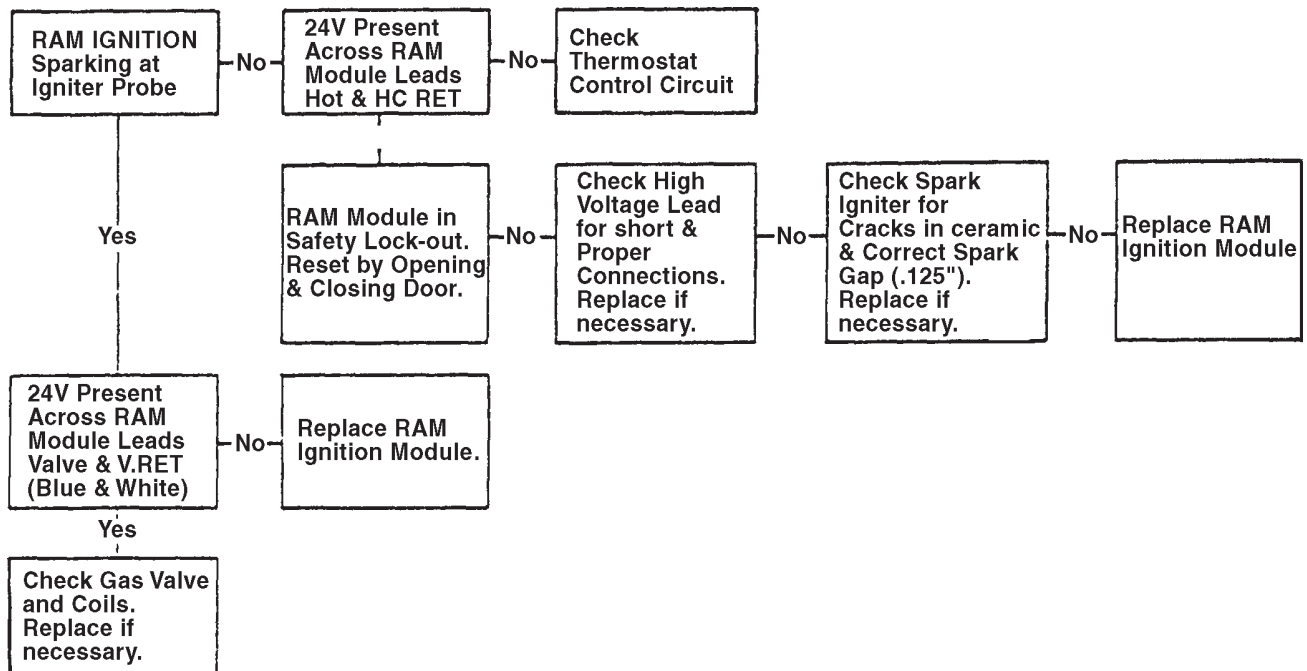 RAM IGNITION
Sparking at
Igniter Probe
No
24V Present
Across RAM
Module Leads
Hot & HC RET
No
Check
Thermostat
Control Circuit
Yes
RAM Module in
Safety Lock-out.
Reset by Opening
& Closing Door.
No
Check High
Voltage Lead
for short &
Proper
Connections.
Replace if
necessary.
No
Check Spark
Igniter for
Cracks in ceramic
& Correct Spark
Gap (.125").
Replace if
necessary.
No
Replace RAM
Ignition Module
24V Present
Across RAM
Module Leads
Valve & V.RET
(Blue & White)
No
Replace RAM
Ignition Module.
Yes
Check Gas Valve
and Coils.
Replace if
necessary.